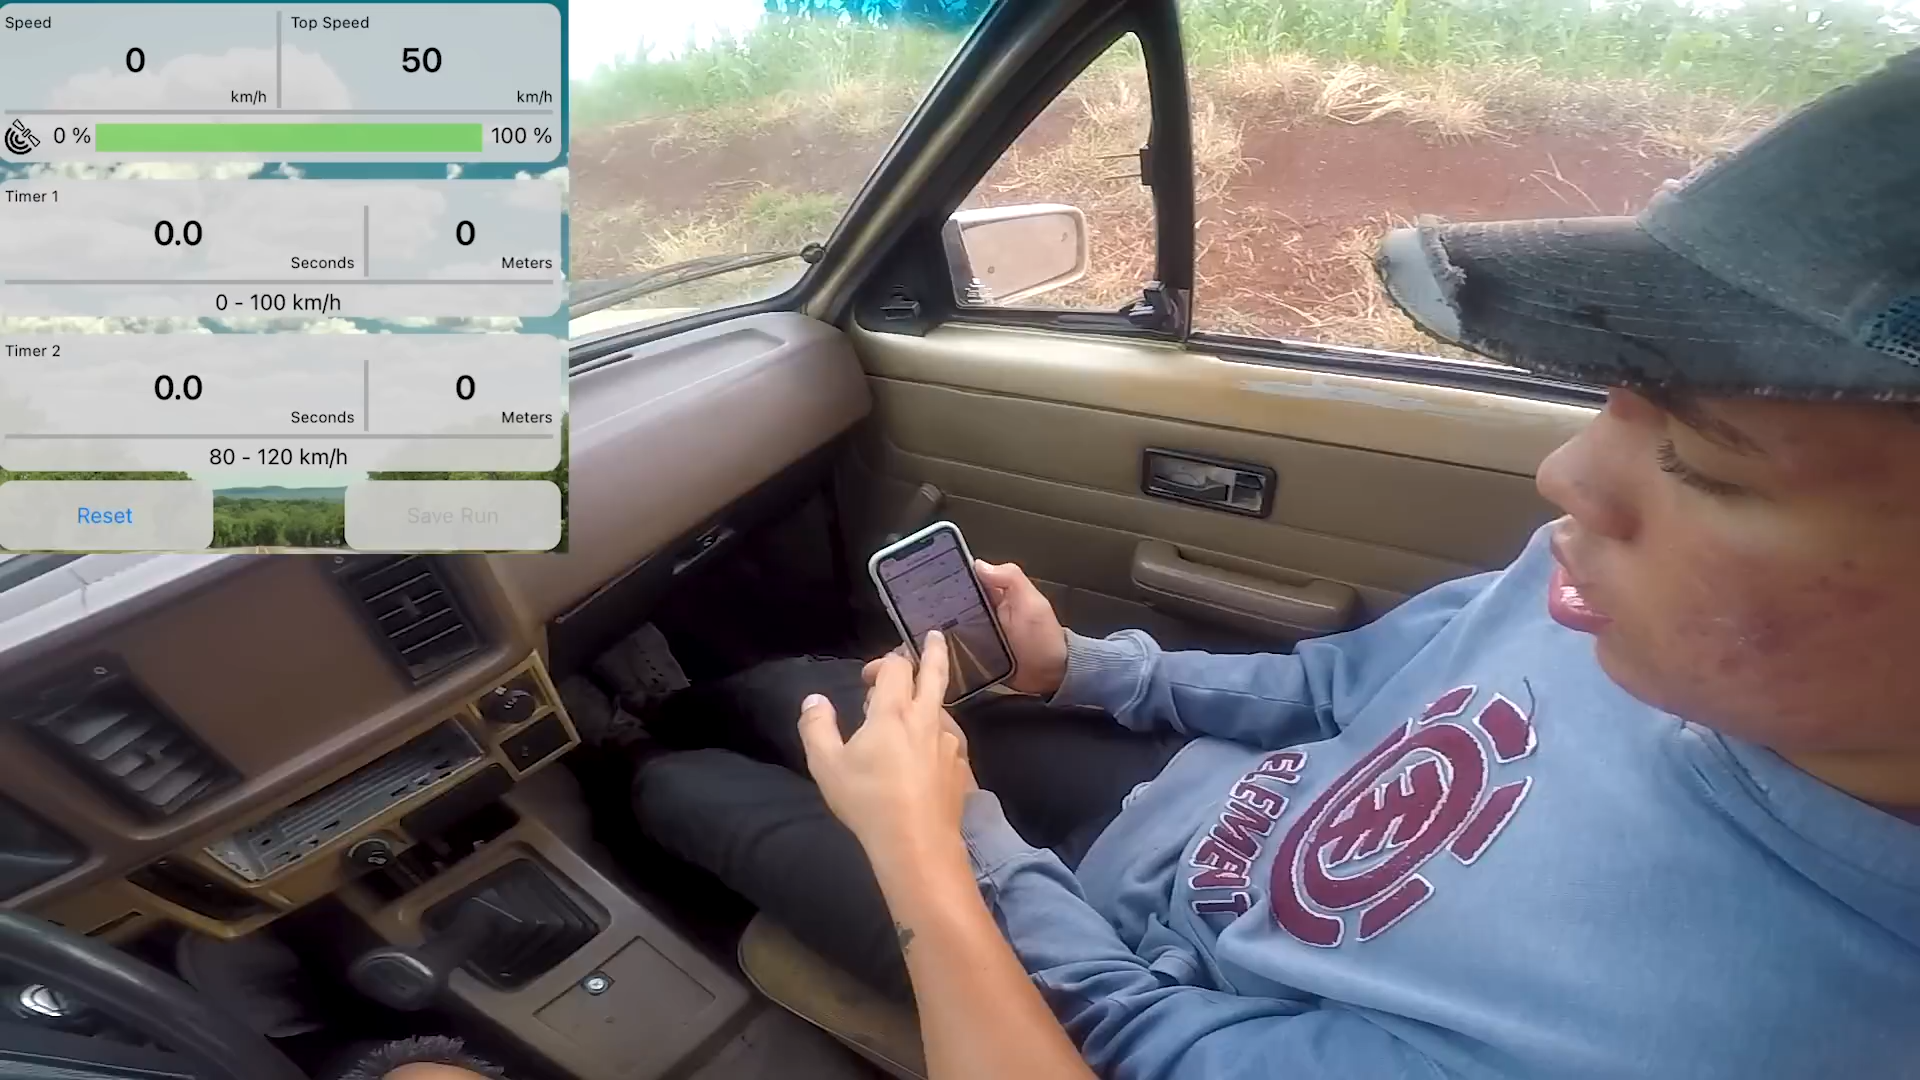 Speed
Top Speed
0
50
km/h
km/h
0 %
100 %
Timer 1
0.0
0
Seconds
Meters
0 - 100 km/h
Timer 2
0.0
0
Seconds
Meters
80 - 120 km/h
Reset
Save Run
ELEMENT